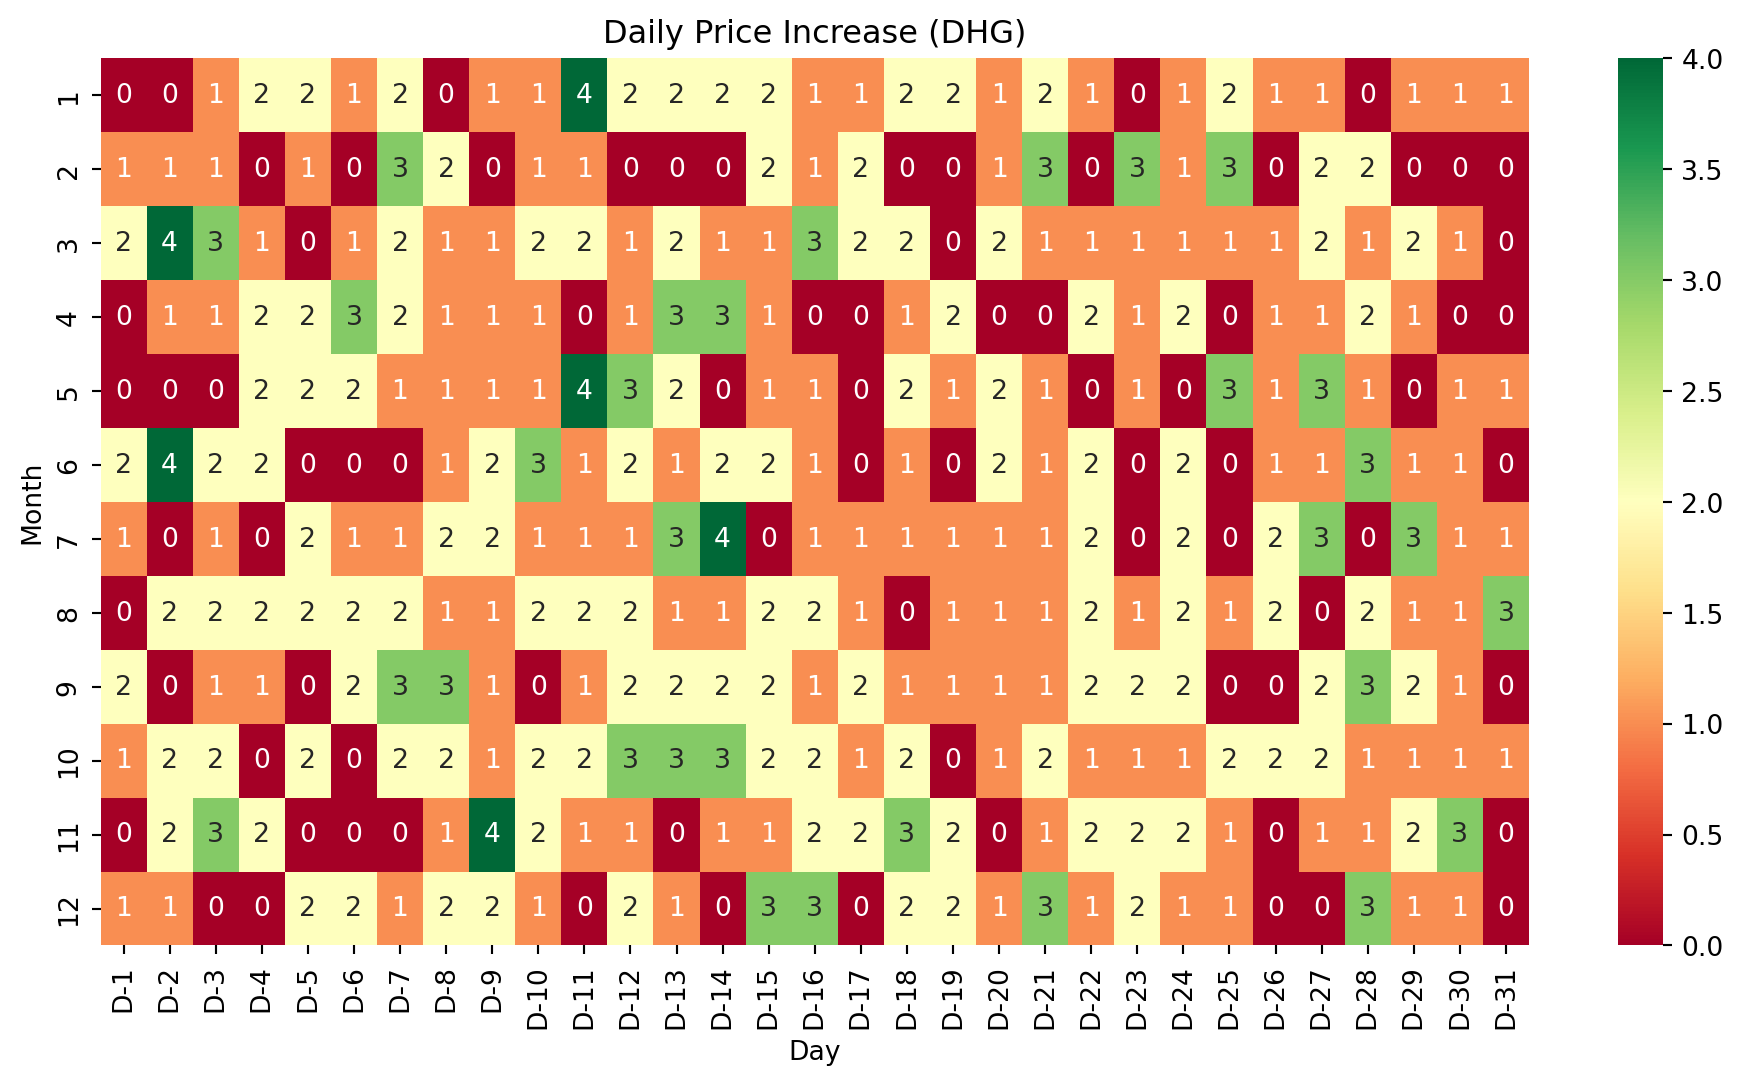 Daily Price Increase (DHG)
1 0 0 1 2 2 1 2 0 1 1 4 2 2 2 2 1 1 2 2 1 2 1 0 1 2 1 1 0 1 1 1
2 1 1 1 0 1 0 3 2 0 1 1 0 0 0 2 1 2 0 0 1 3 0 3 1 3 0 2 2 0 0 0
3 2 4 3 1 0 1 2 1 1 2 2 1 2 1 1 3 2 2 0 2 1 1 1 1 1 1 2 1 2 1 0
4 0 1 1 2 2 3 2 1 1 1 0 1 3 3 1 0 0 1 2 0 0 2 1 2 0 1 1 2 1 0 0
5 0 0 0 2 2 2 1 1 1 1 4 3 2 0 1 1 0 2 1 2 1 0 1 0 3 1 3 1 0 1 1
6 2 4 2 2 0 0 0 1 2 3 1 2 1 2 2 1 0 1 0 2 1 2 0 2 0 1 1 3 1 1 0
7 1 0 1 0 2 1 1 2 2 1 1 1 3 4 0 1 1 1 1 1 1 2 0 2 0 2 3 0 3 1 1
8 0 2 2 2 2 2 2 1 1 2 2 2 1 1 2 2 1 0 1 1 1 2 1 2 1 2 0 2 1 1 3
9 2 0 1 1 0 2 3 3 1 0 1 2 2 2 2 1 2 1 1 1 1 2 2 2 0 0 2 3 2 1 0
10 1 2 2 0 2 0 2 2 1 2 2 3 3 3 2 2 1 2 0 1 2 1 1 1 2 2 2 1 1 1 1
11 0 2 3 2 0 0 0 1 4 2 1 1 0 1 1 2 2 3 2 0 1 2 2 2 1 0 1 1 2 3 0
12 1 1 0 0 2 2 1 2 2 1 0 2 1 0 3 3 0 2 2 1 3 1 2 1 1 0 0 3 1 1 0
Month
D-1 D-2 D-3 D-4 D-5 D-6 D-7 D-8 D-9 D-10 D-11 D-12 D-13 D-14 D-15 D-16 D-17 D-18 D-19 D-20 D-21 D-22 D-23 D-24 D-25 D-26 D-27 D-28 D-29 D-30 D-31
Day
4.0
3.5
3.0
2.5
2.0
1.5
1.0
0.5
0.0